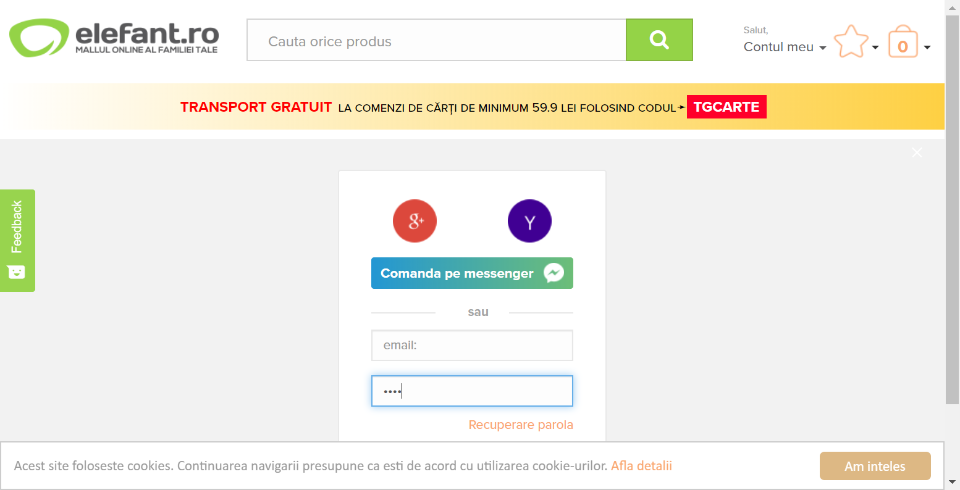 elefant.ro
MALLUL ONLINE AL FAMILIEI TALE
Cauta orice produs
Salut,
Contul meu
0
TRANSPORT GRATUIT LA COMENZI DE CĂRȚI DE MINIMUM 59.9 LEI FOLOSIND CODUL TGCARTE
Feedback
g+ Y
Comanda pe messenger
sau
email:
••••
Recuperare parola
Acest site foloseste cookies. Continuarea navigarii presupune ca esti de acord cu utilizarea cookie-urilor. Afla detalii
Am inteles